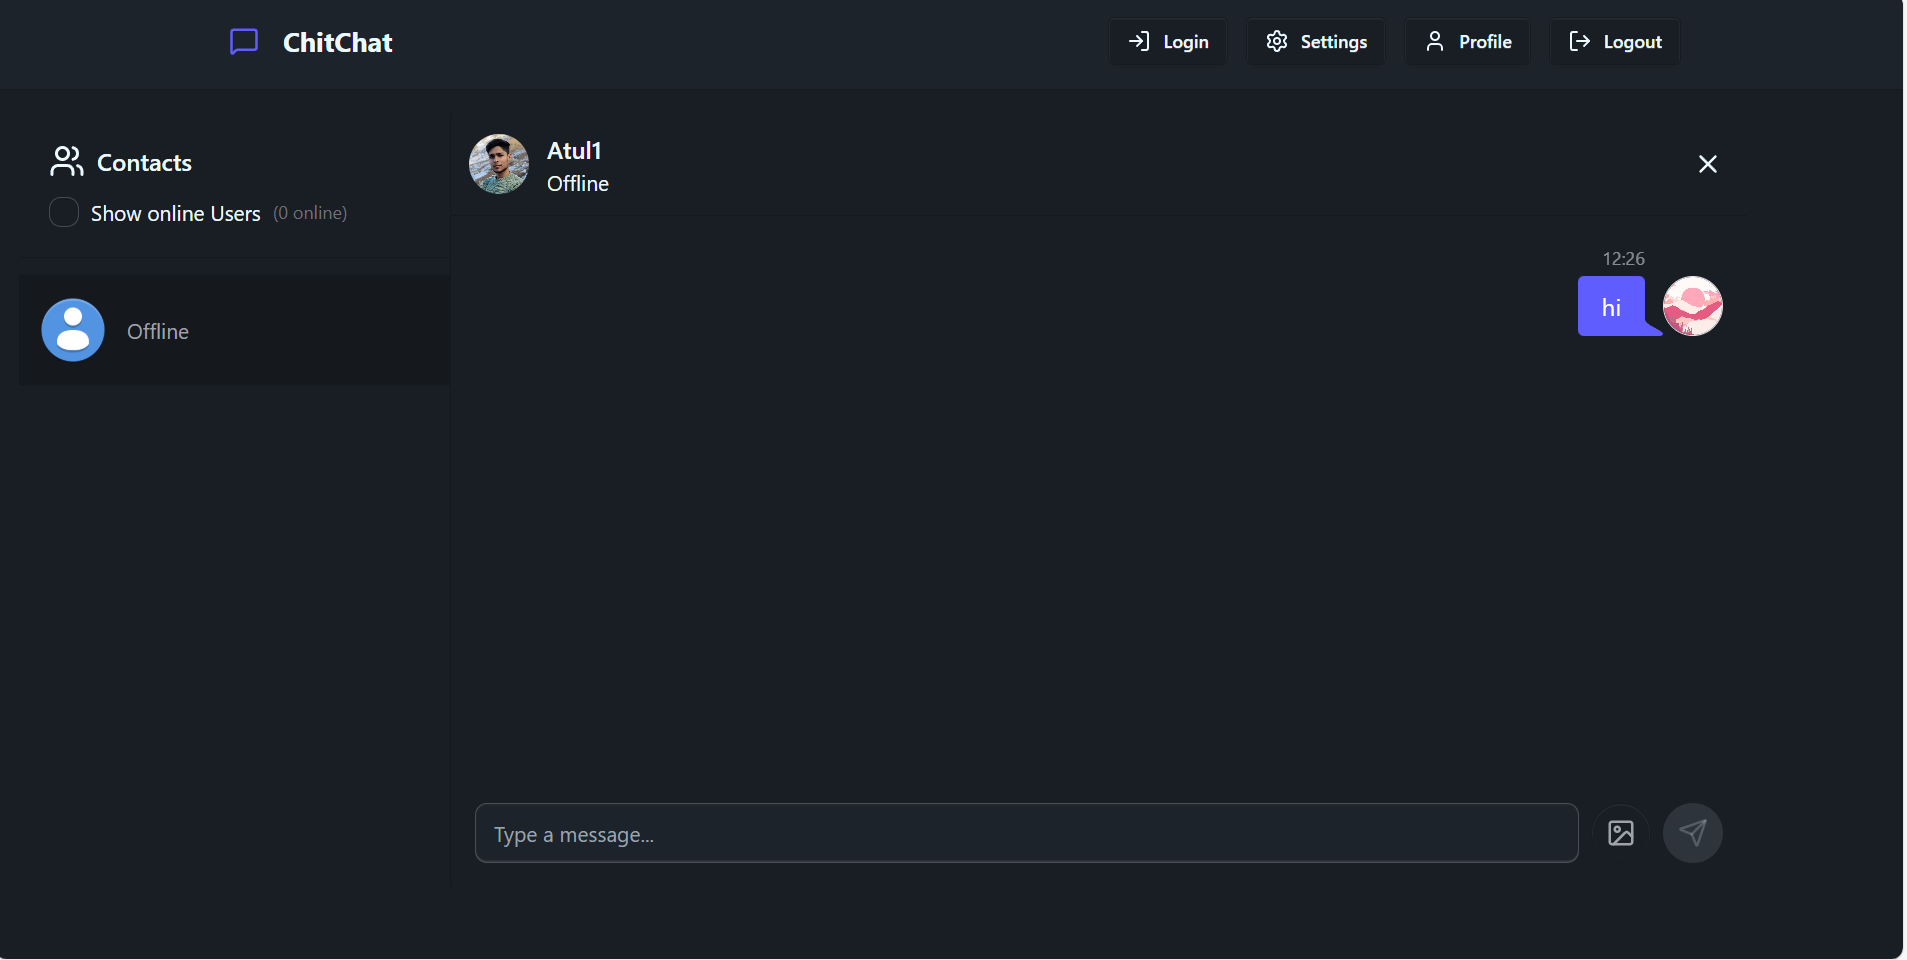 ChitChat
Login
Settings
Profile
Logout
Contacts
Show online Users (0 online)
Offline
Atul1
Offline
12:26
hi
Type a message...